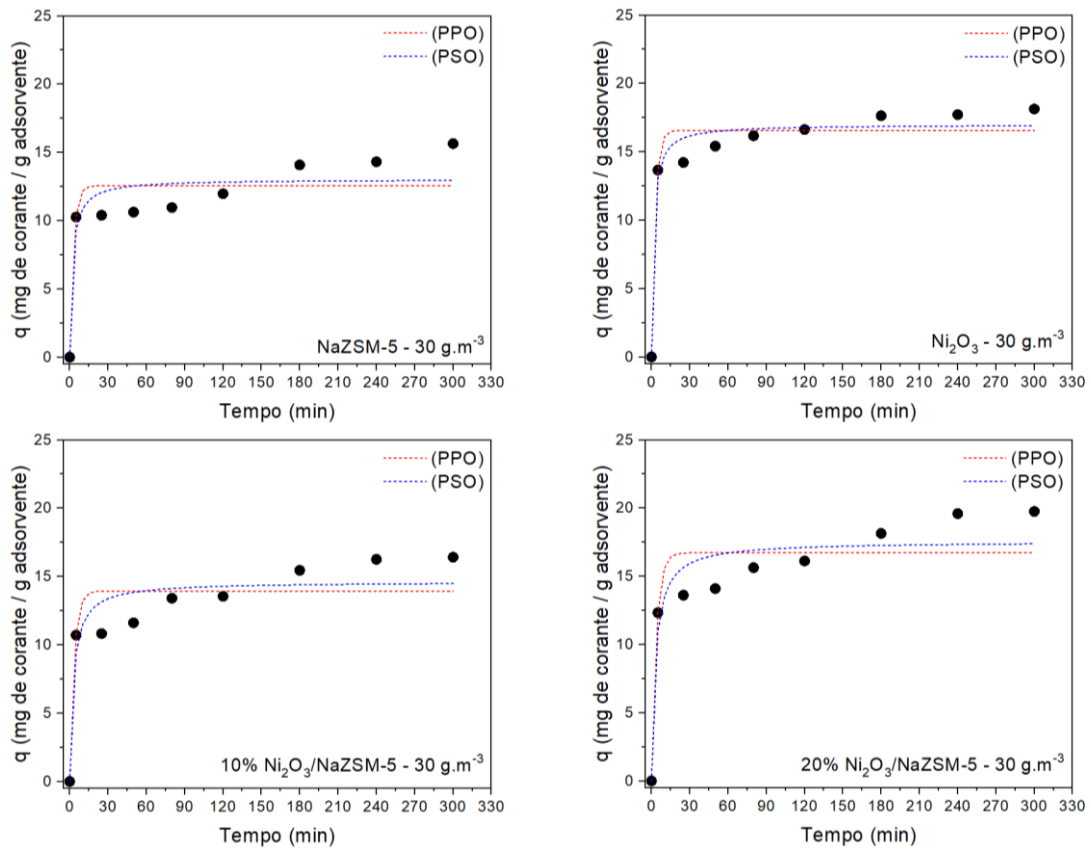 25
20
15
10
5
0
q (mg de corante / g adsorvente)
(PPO)
(PSO)
NaZSM-5 - 30 g.m⁻³
0 30 60 90 120 150 180 210 240 270 300 330
Tempo (min)
25
20
15
10
5
0
q (mg de corante / g adsorvente)
(PPO)
(PSO)
Ni₂O₃ - 30 g.m⁻³
0 30 60 90 120 150 180 210 240 270 300 330
Tempo (min)
25
20
15
10
5
0
q (mg de corante / g adsorvente)
(PPO)
(PSO)
10% Ni₂O₃/NaZSM-5 - 30 g.m⁻³
0 30 60 90 120 150 180 210 240 270 300 330
Tempo (min)
25
20
15
10
5
0
q (mg de corante / g adsorvente)
(PPO)
(PSO)
20% Ni₂O₃/NaZSM-5 - 30 g.m⁻³
0 30 60 90 120 150 180 210 240 270 300 330
Tempo (min)